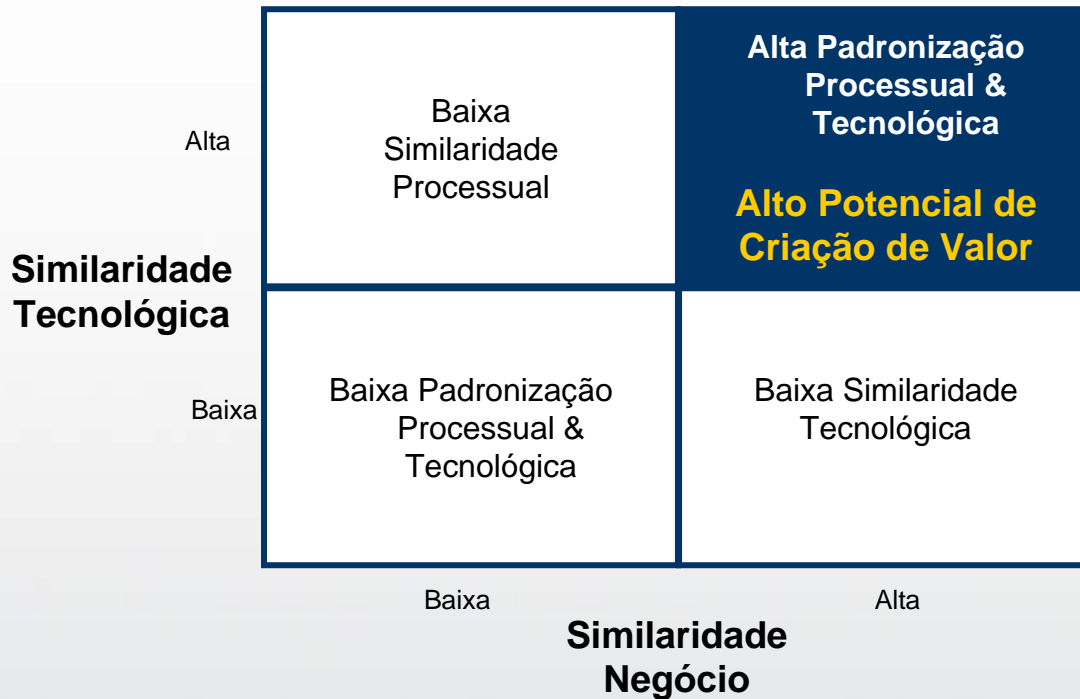 Alta
Baixa
Similaridade
Processual
Alta Padronização
Processual &
Tecnológica
Alto Potencial de
Criação de Valor
Similaridade
Tecnológica
Baixa
Baixa Padronização
Processual &
Tecnológica
Baixa Similaridade
Tecnológica
Baixa
Alta
Similaridade
Negócio